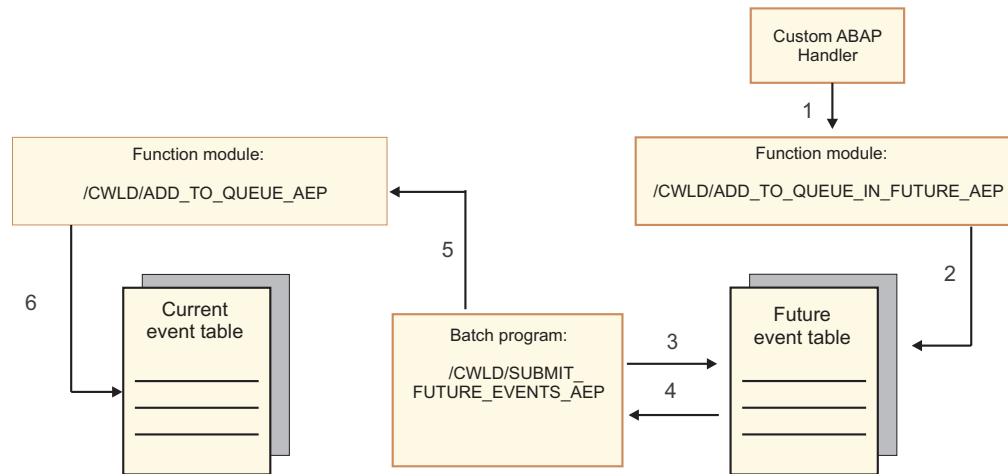 Custom ABAP
Handler
1
Function module:
/CWLD/ADD_TO_QUEUE_AEP
Function module:
/CWLD/ADD_TO_QUEUE_IN_FUTURE_AEP
5
2
6
Current
event table
Batch program:
/CWLD/SUBMIT_
FUTURE_EVENTS_AEP
3
4
Future
event table